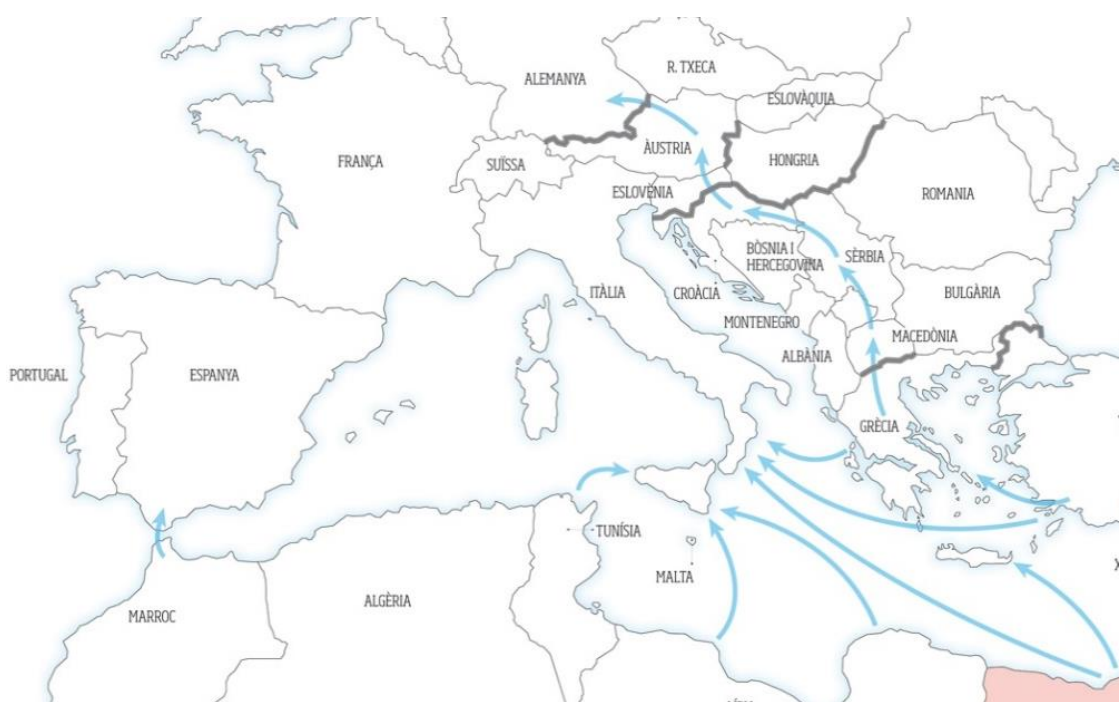 R. TXECA
ALEMANYA
ESLOVÀQUIA
ÀUSTRIA
HONGRIA
FRANÇA
SUÏSSA
ESLOVÈNIA
ROMANIA
BÒSNIA I
HERCEGOVINA
SÈRBIA
ITÀLIA
CROÀCIA
BULGÀRIA
MONTENEGRO
MACEDÒNIA
ALBÀNIA
PORTUGAL
ESPANYA
GRÈCIA
TUNÍSIA
MALTA
ALGÈRIA
MARROC